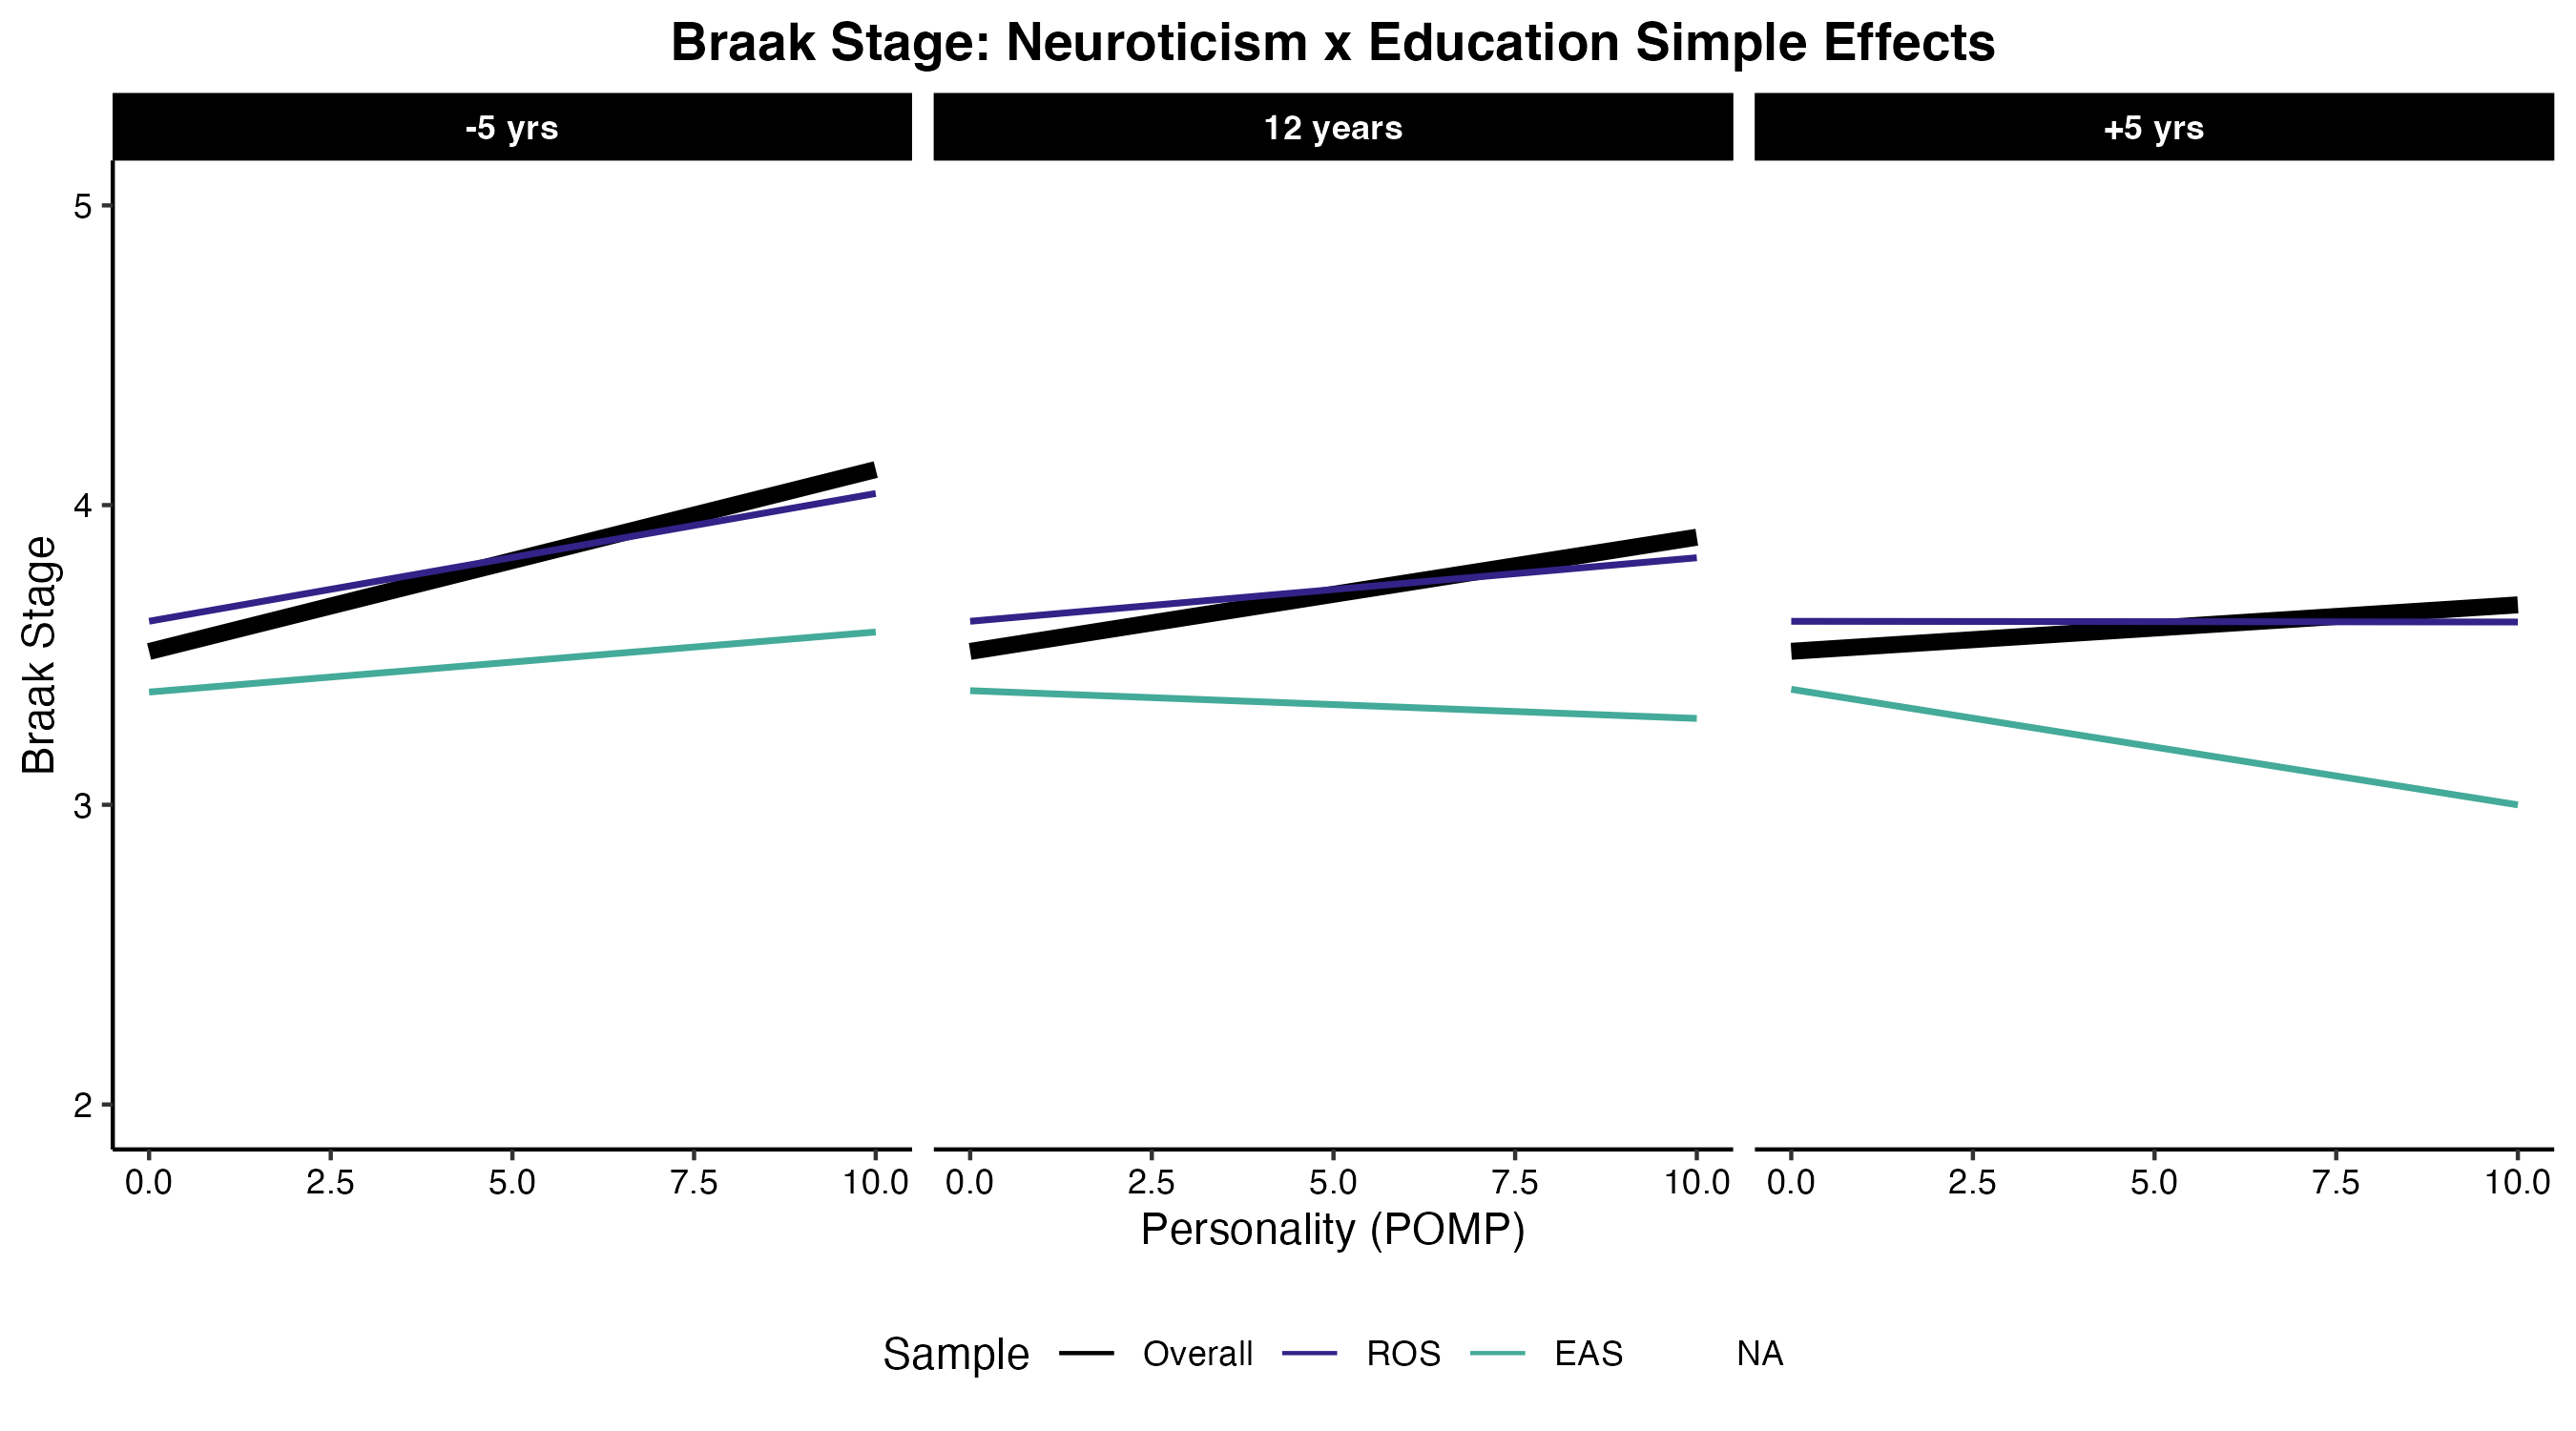 Braak Stage: Neuroticism x Education Simple Effects
-5 yrs
12 years
+5 yrs
Braak Stage
5
4
3
2
0.0 2.5 5.0 7.5 10.0
0.0 2.5 5.0 7.5 10.0
0.0 2.5 5.0 7.5 10.0
Personality (POMP)
Sample Overall ROS EAS NA